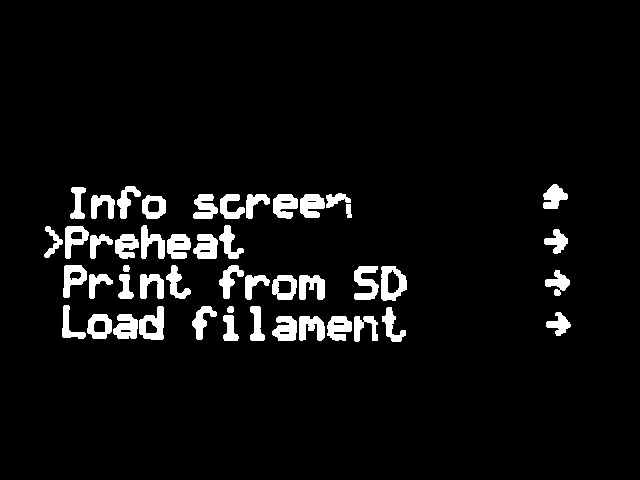 Info screen ↑
>Preheat →
Print from SD →
Load filament →